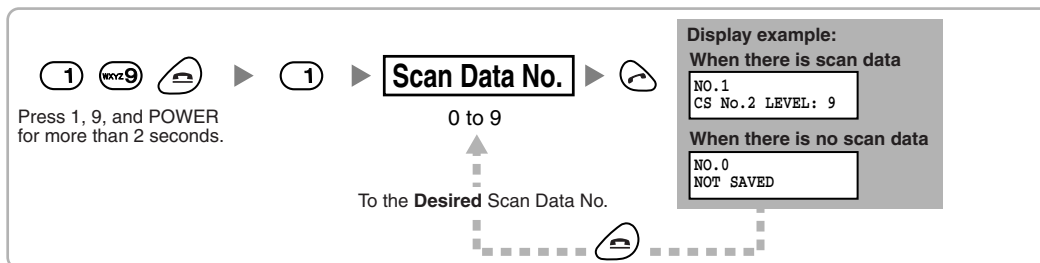 1) WXYZ 9) 1) Scan Data No.
Press 1, 9, and POWER
for more than 2 seconds.
0 to 9
To the Desired Scan Data No.
Display example:
When there is scan data
NO.1
CS No.2 LEVEL: 9
When there is no scan data
NO.0
NOT SAVED